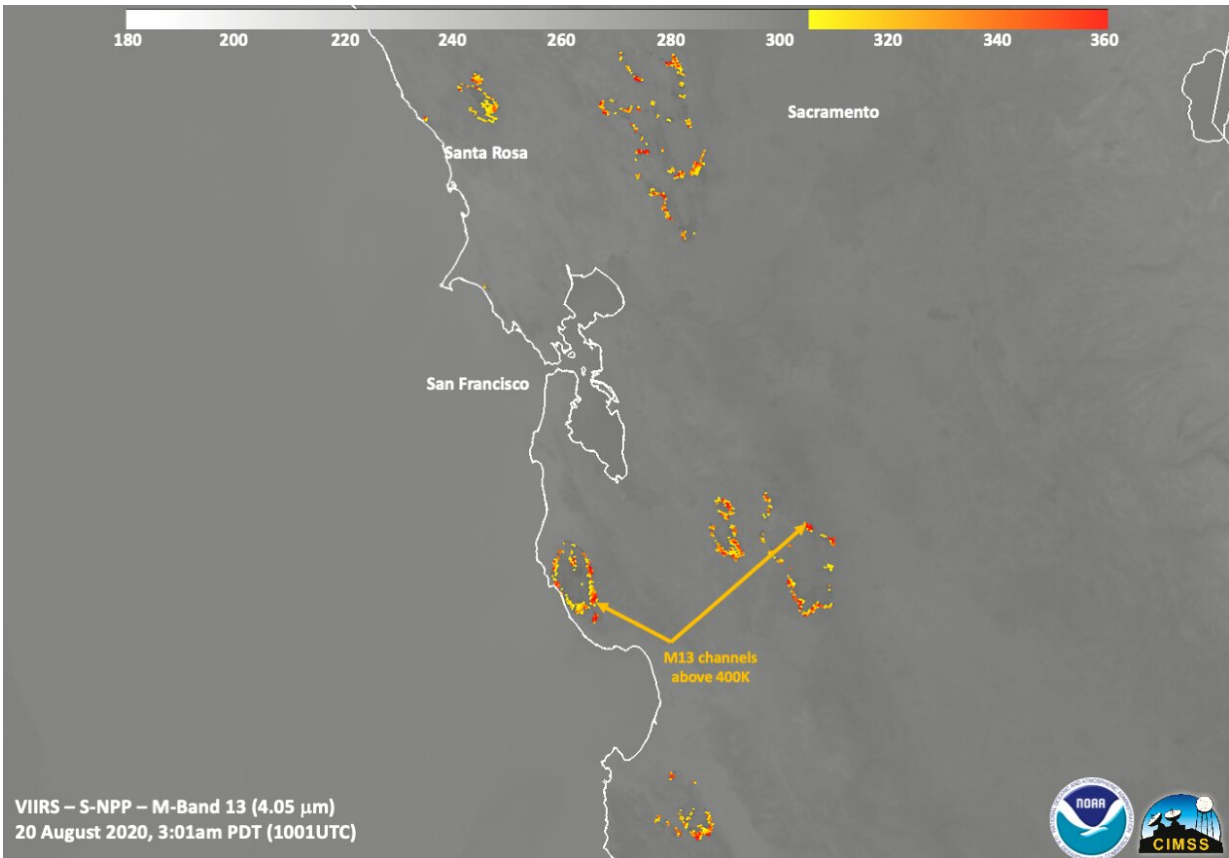 180 200 220 240 260 280 300 320 340 360
Sacramento
Santa Rosa
San Francisco
M13 channels
above 400K
VIIRS – S-NPP – M-Band 13 (4.05 μm)
20 August 2020, 3:01am PDT (1001UTC)
NOAA
CIMSS